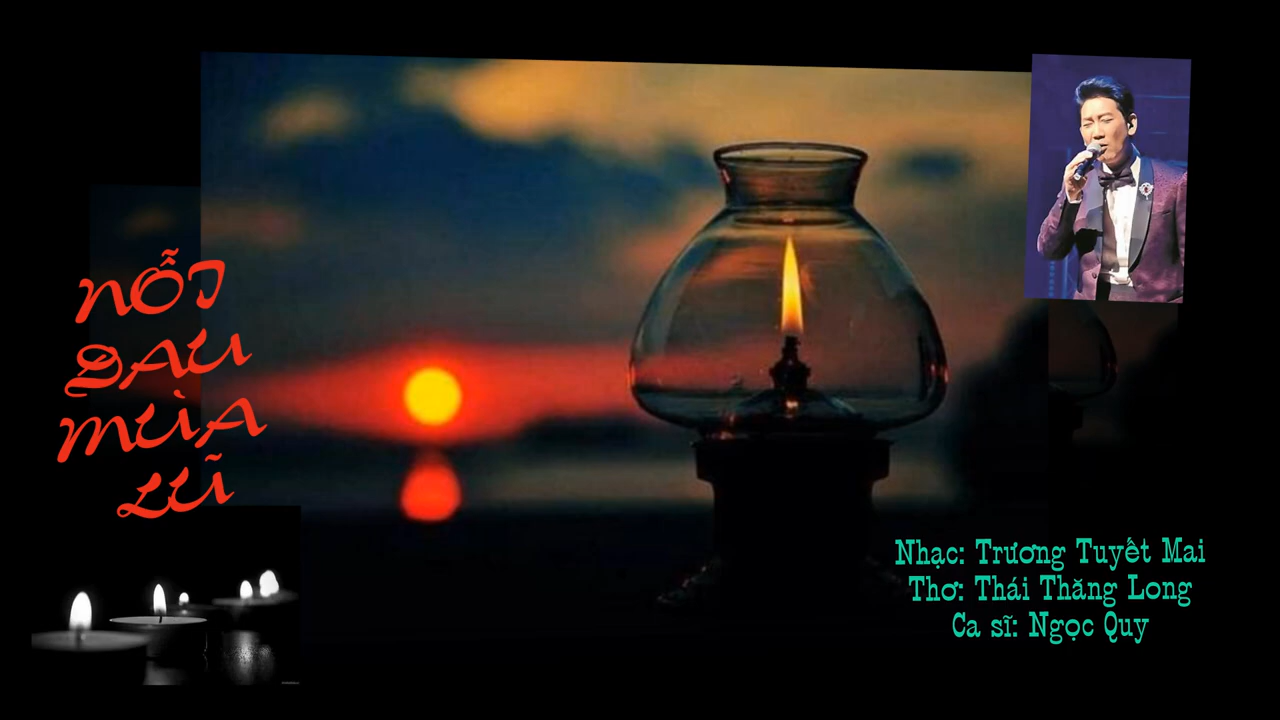 NỖI
ĐAU
MÙA
LŨ
Nhạc: Trương Tuyết Mai
Thơ: Thái Thăng Long
Ca sĩ: Ngọc Quy